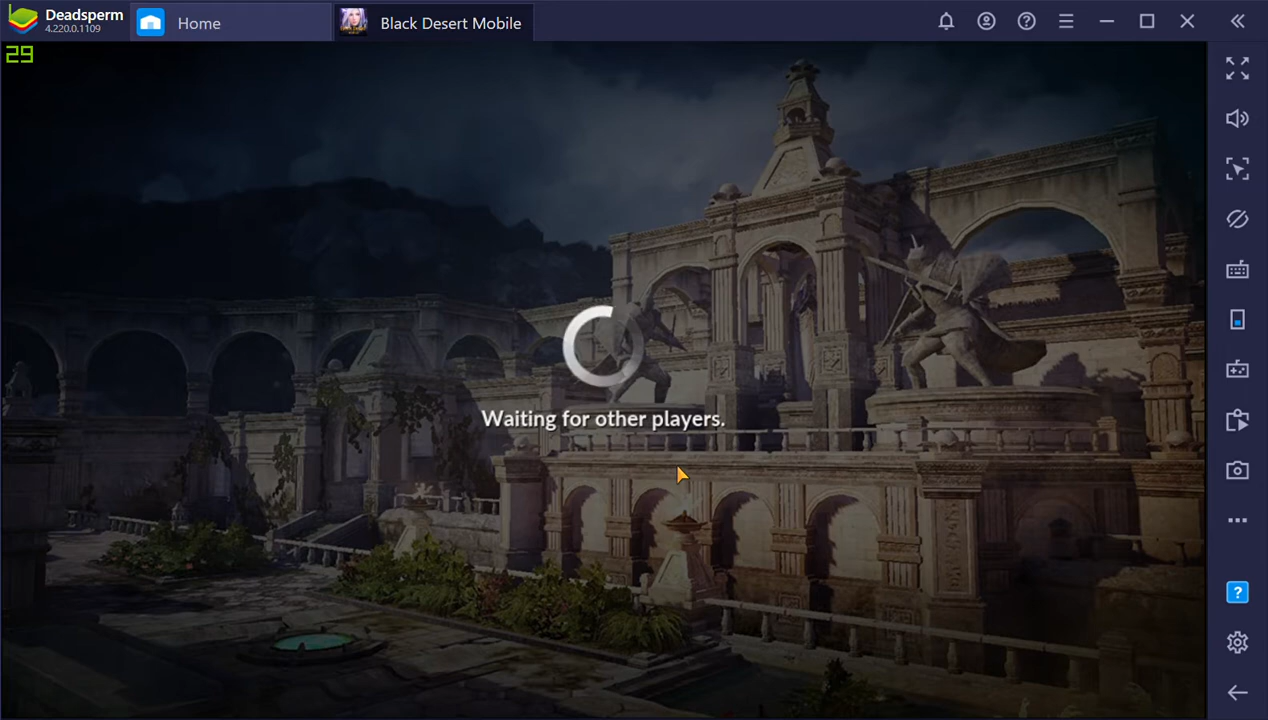 Deadsperm
4.220.0.1109
Home
Black Desert Mobile
29
Waiting for other players.
?